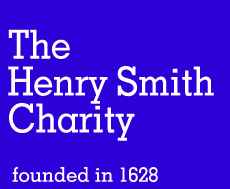 The
Henry Smith
Charity
founded in 1628